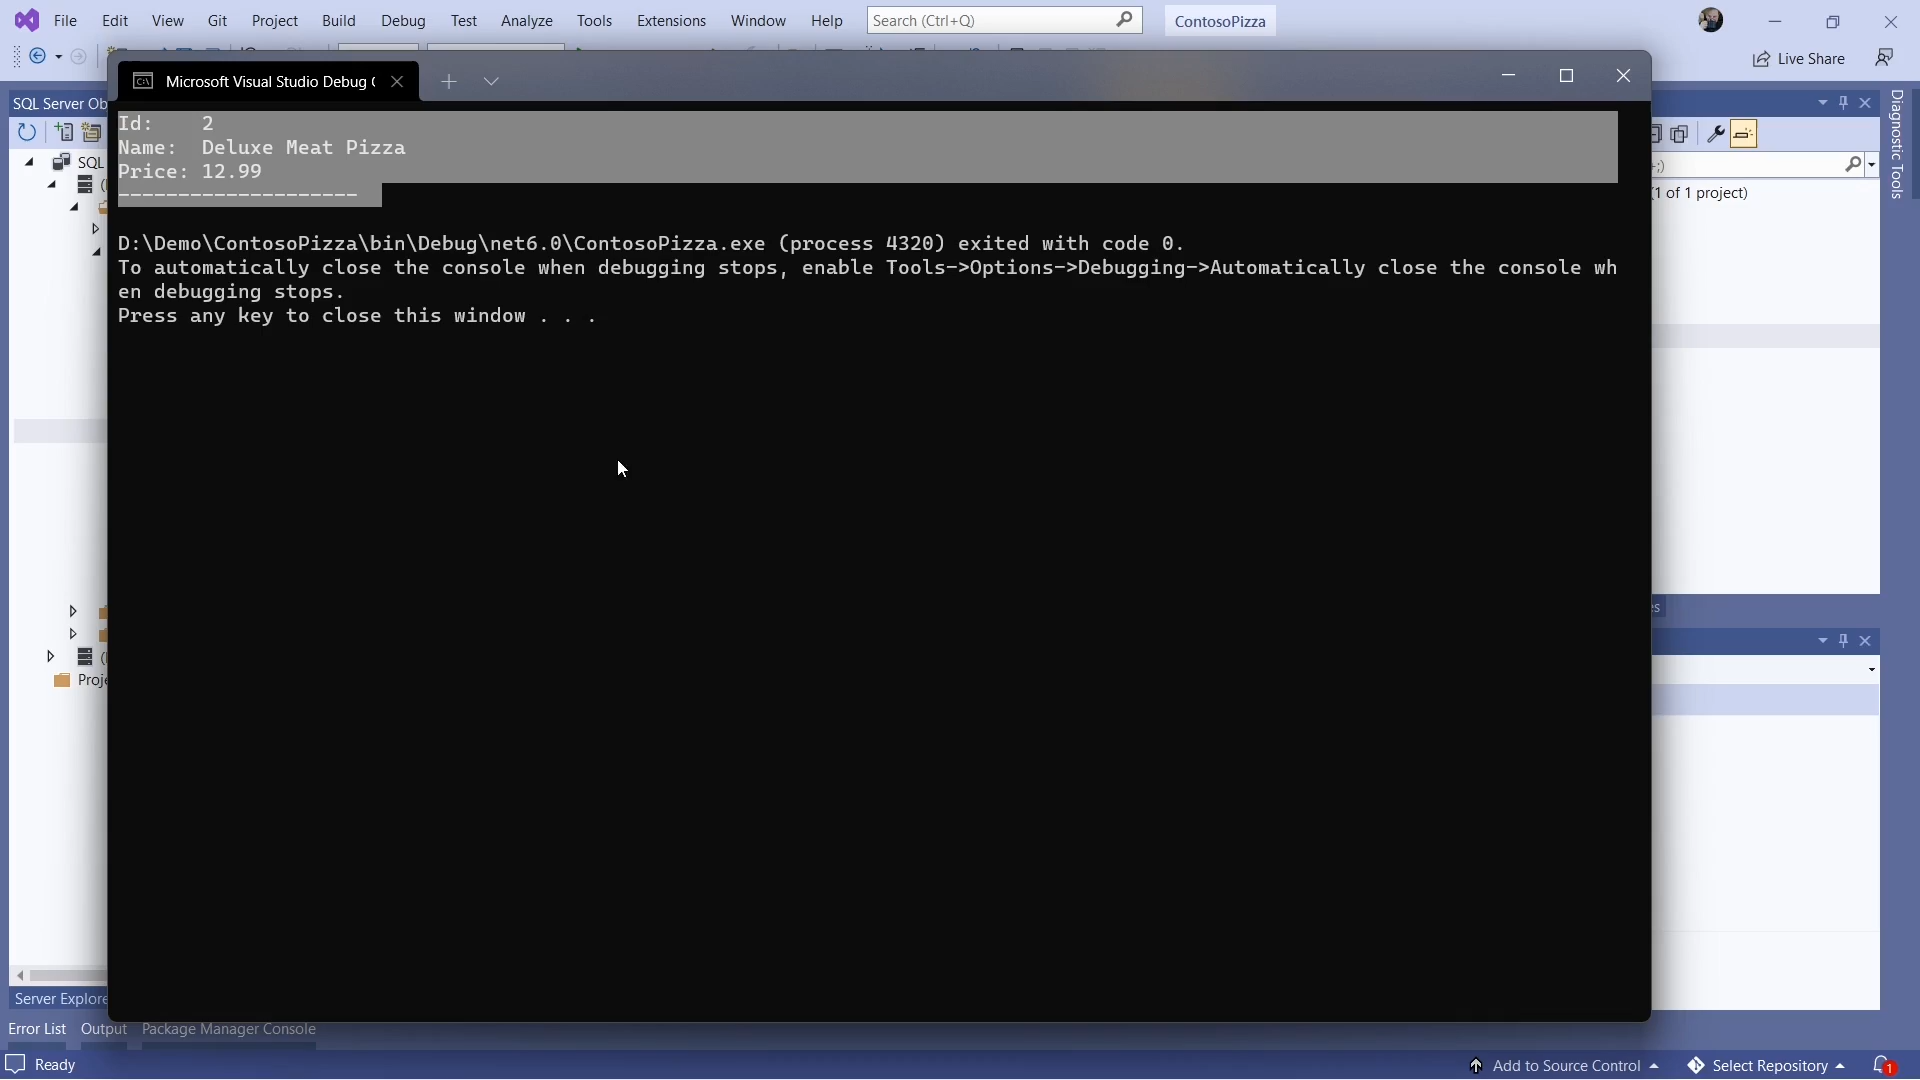 File Edit View Git Project Build Debug Test Analyze Tools Extensions Window Help Search (Ctrl+Q) ContosoPizza
Live Share
Microsoft Visual Studio Debug
SQL Server Ob
Id: 2
Name: Deluxe Meat Pizza
Price: 12.99
--------------------
SQL
(1 of 1 project)
Diagnostic Tools
D:\Demo\ContosoPizza\bin\Debug\net6.0\ContosoPizza.exe (process 4320) exited with code 0.
To automatically close the console when debugging stops, enable Tools->Options->Debugging->Automatically close the console wh
en debugging stops.
Press any key to close this window . . .
Proje
Server Explore
Error List Output Package Manager Console
Ready
Add to Source Control Select Repository 1